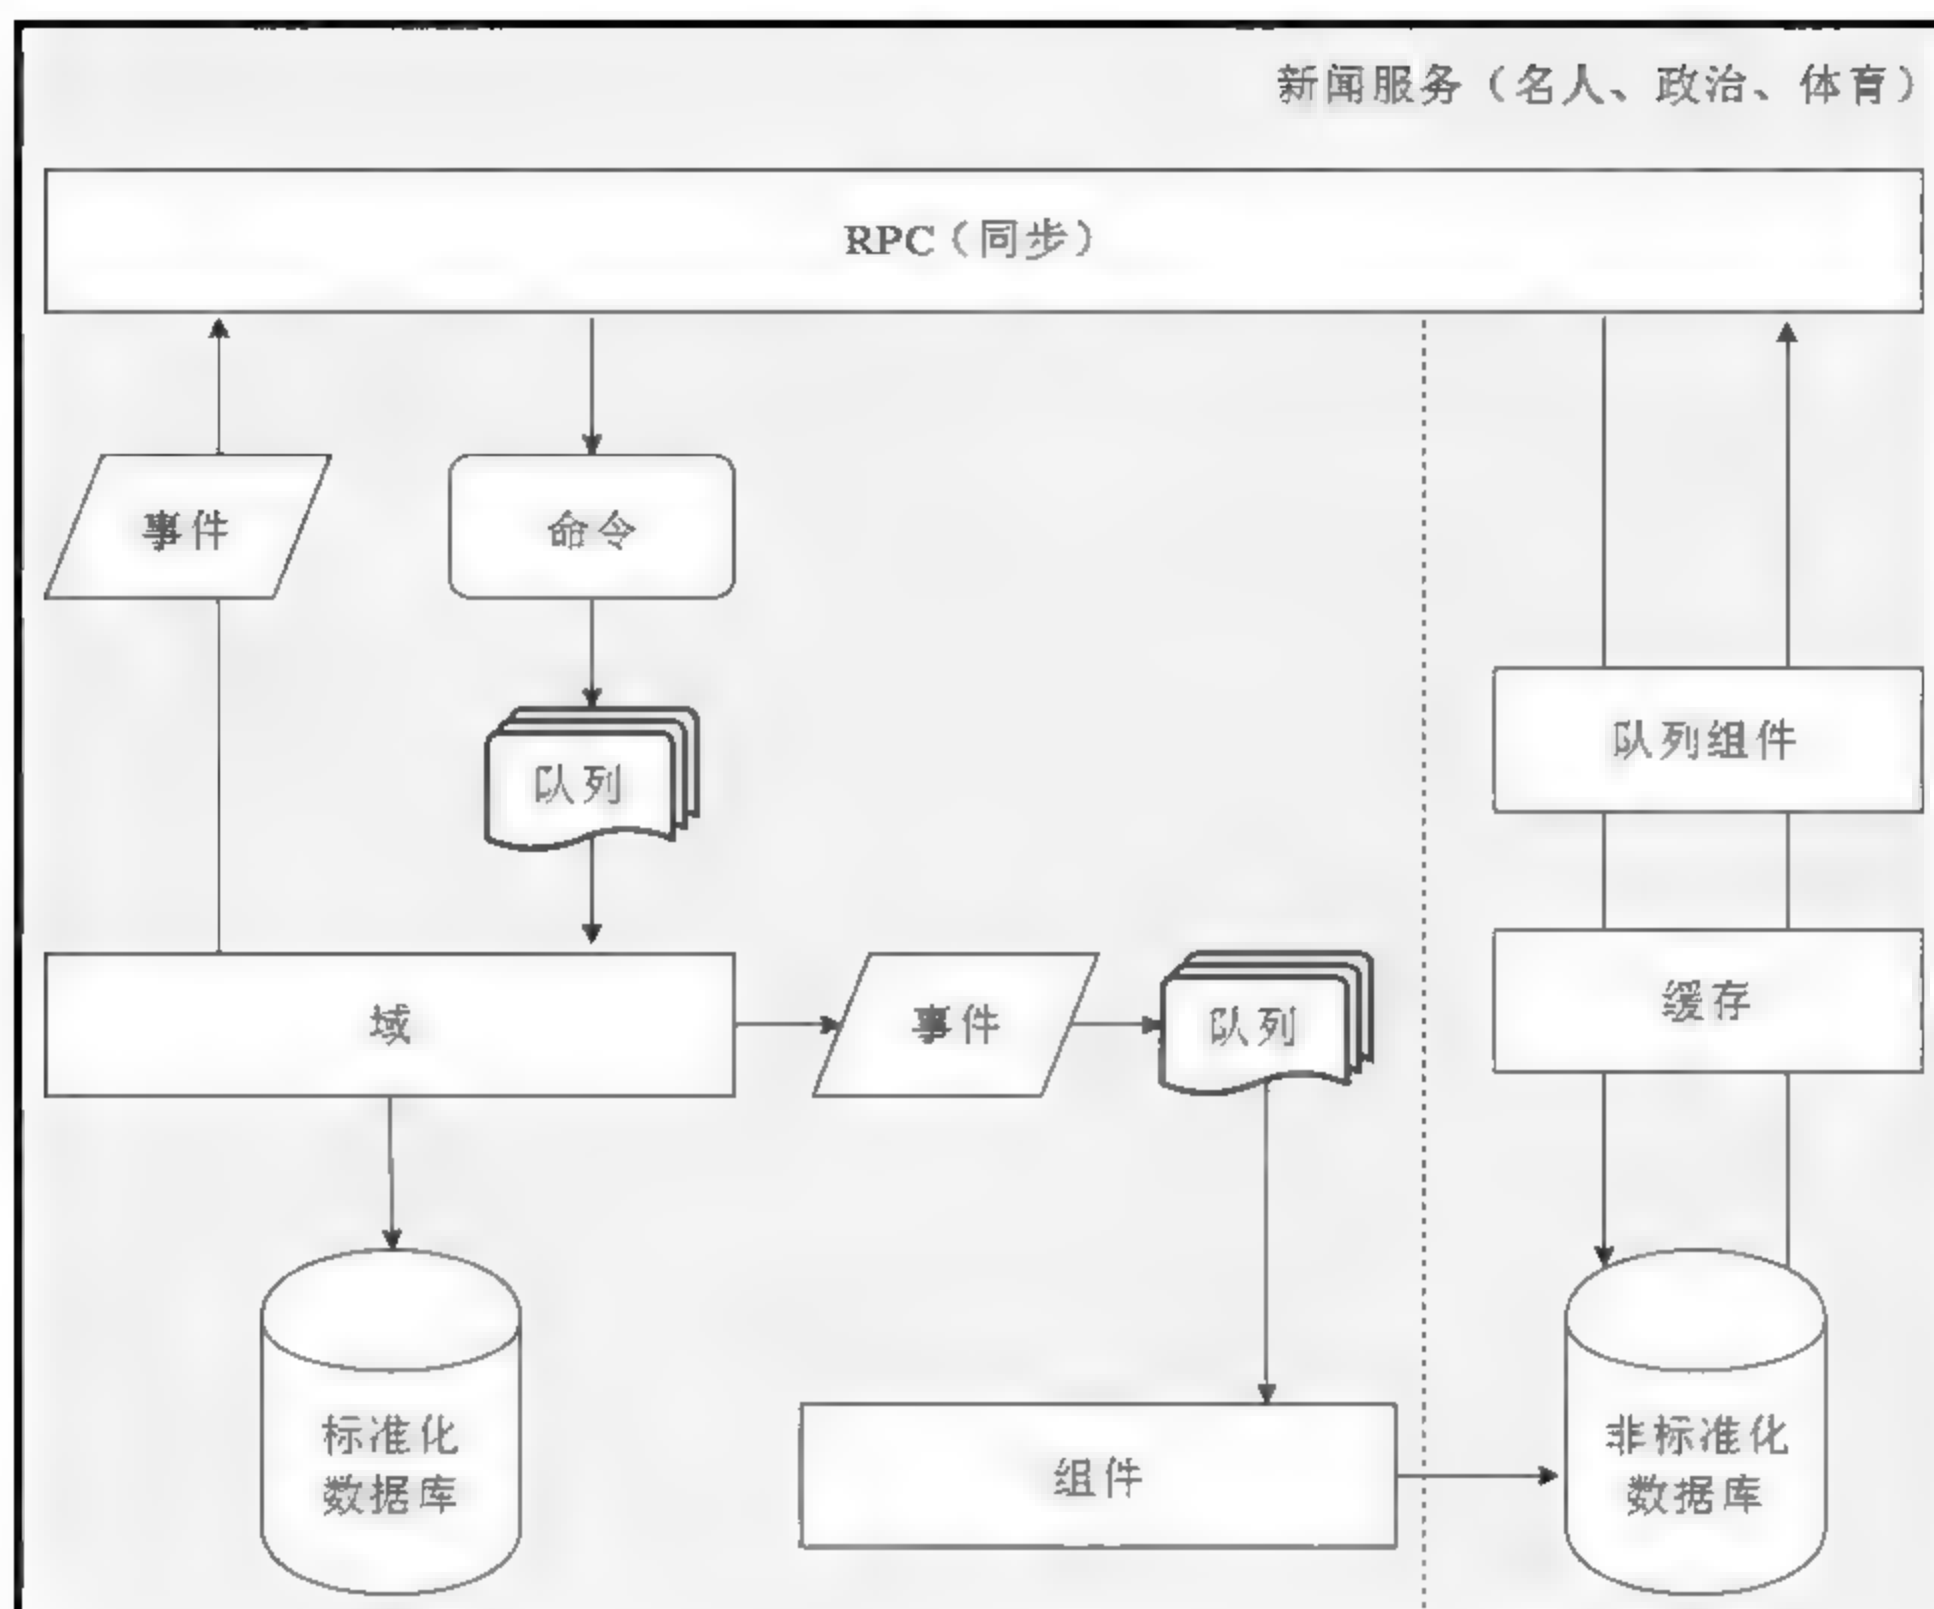 新闻服务（名人、政治、体育）
RPC（同步）
事件
命令
队列
队列组件
域
事件
队列
缓存
标准化
数据库
组件
非标准化
数据库